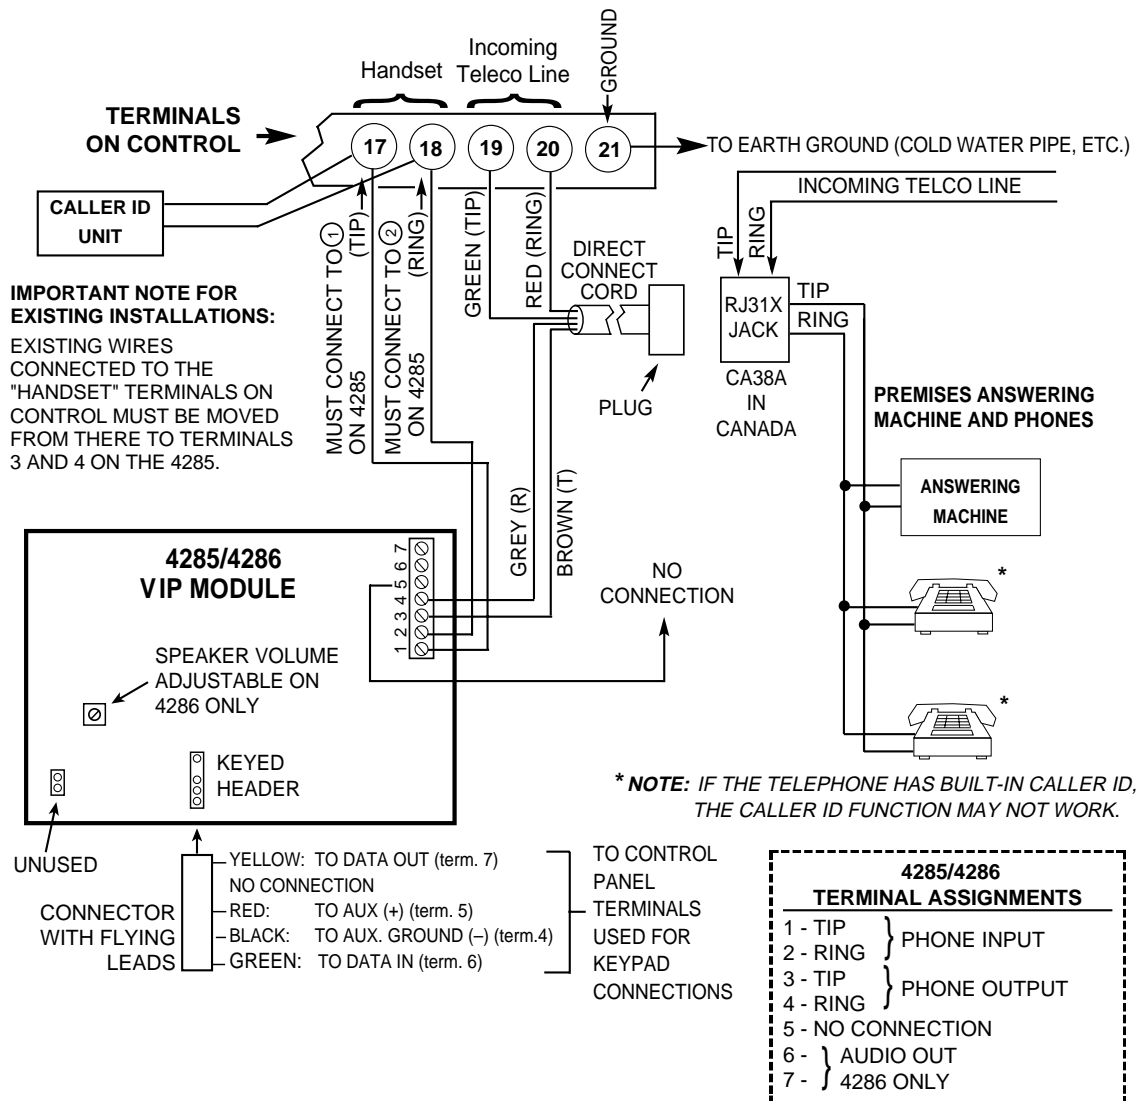 GROUND
Incoming
Teleco Line
Handset
TERMINALS
ON CONTROL
17
18
19
20
21
TO EARTH GROUND (COLD WATER PIPE, ETC.)
INCOMING TELCO LINE
CALLER ID
UNIT
MUST CONNECT TO 1
ON 4285
(TIP)
MUST CONNECT TO 2
ON 4285
(RING)
GREEN (TIP)
RED (RING)
DIRECT
CONNECT
CORD
PLUG
TIP
RING
RJ31X
JACK
TIP
RING
CA38A
IN
CANADA
IMPORTANT NOTE FOR
EXISTING INSTALLATIONS:
EXISTING WIRES
CONNECTED TO THE
"HANDSET" TERMINALS ON
CONTROL MUST BE MOVED
FROM THERE TO TERMINALS
3 AND 4 ON THE 4285.
PREMISES ANSWERING
MACHINE AND PHONES
ANSWERING
MACHINE
*
*
GREY (R)
BROWN (T)
NO
CONNECTION
4285/4286
VIP MODULE
7
6
5
4
3
2
1
SPEAKER VOLUME
ADJUSTABLE ON
4286 ONLY
KEYED
HEADER
UNUSED
* NOTE: IF THE TELEPHONE HAS BUILT-IN CALLER ID,
THE CALLER ID FUNCTION MAY NOT WORK.
CONNECTOR
WITH FLYING
LEADS
YELLOW: TO DATA OUT (term. 7)
NO CONNECTION
RED: TO AUX (+) (term. 5)
BLACK: TO AUX. GROUND (–) (term.4)
GREEN: TO DATA IN (term. 6)
TO CONTROL
PANEL
TERMINALS
USED FOR
KEYPAD
CONNECTIONS
4285/4286
TERMINAL ASSIGNMENTS
1 - TIP
2 - RING
PHONE INPUT
3 - TIP
4 - RING
PHONE OUTPUT
5 - NO CONNECTION
6 -
7 -
AUDIO OUT
4286 ONLY